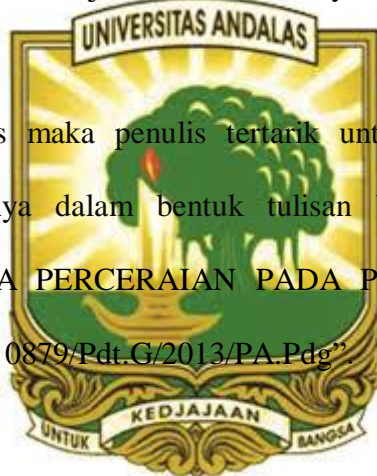 UNIVERSITAS ANDALAS
s maka penulis tertarik unt
ya dalam bentuk tulisan
A PERCERAIAN PADA P
0879/Pdt.G/2013/PA.Pdg”.
KEDJAJAAN
UNTUK BANGSA